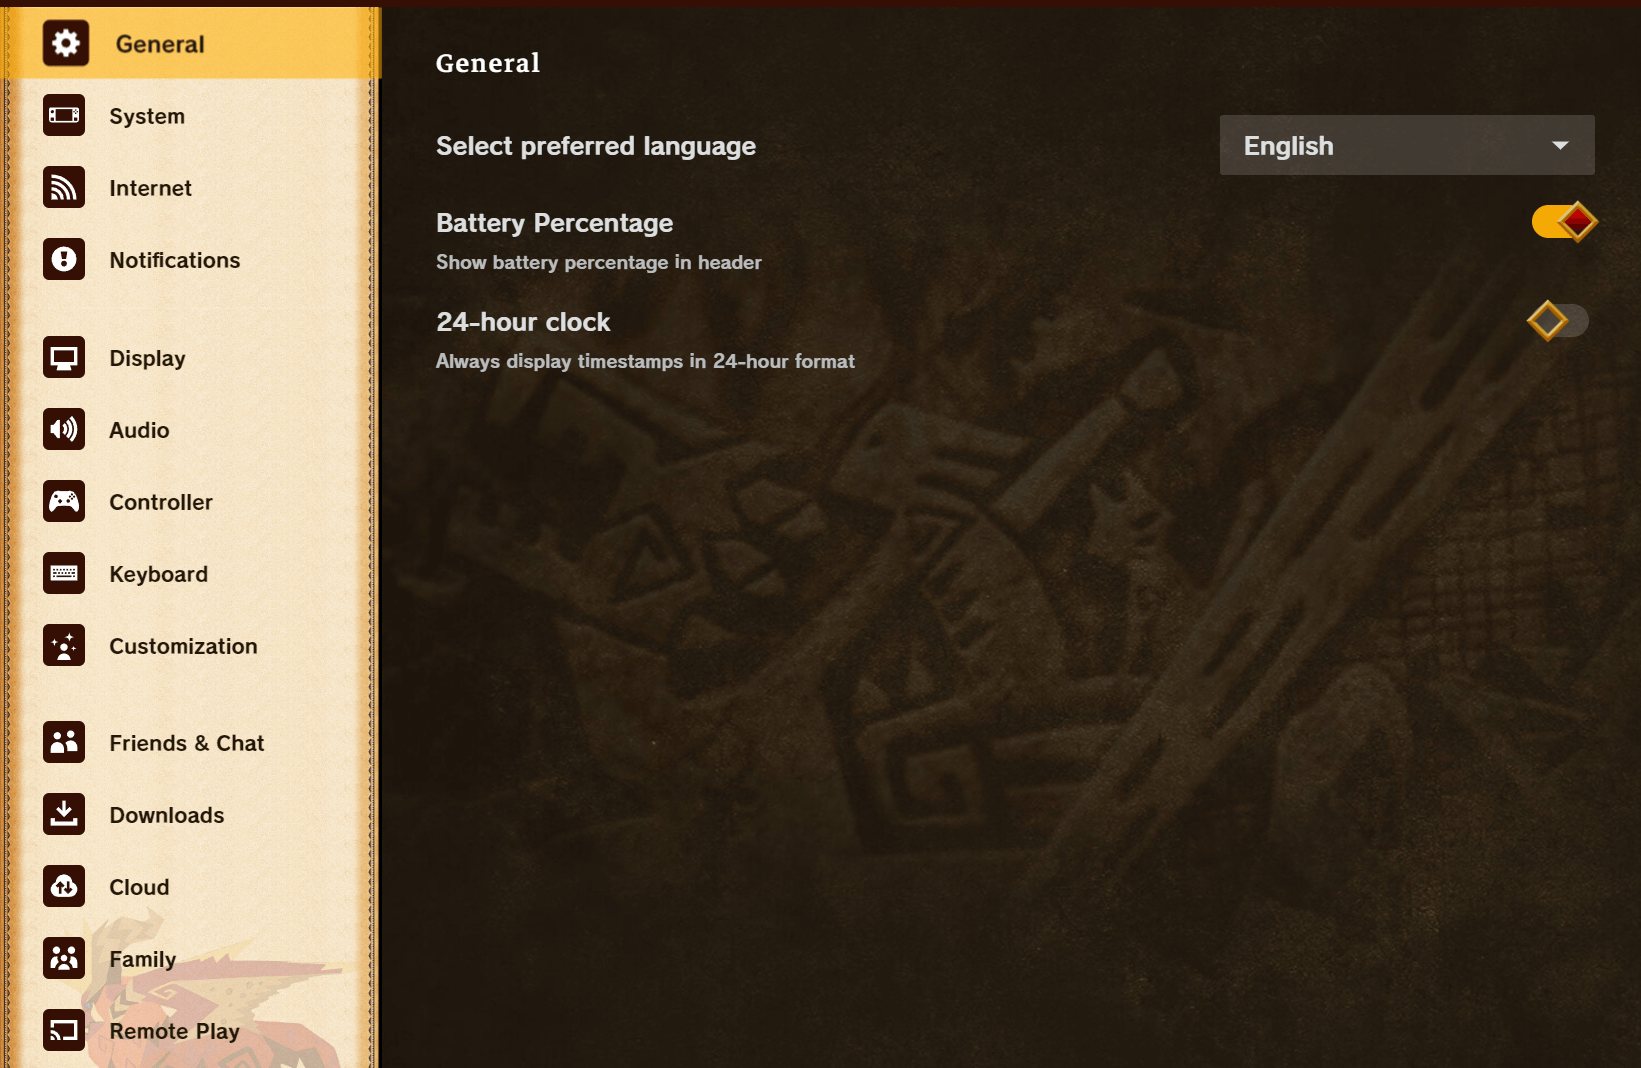 General
System
Internet
Notifications
Display
Audio
Controller
Keyboard
Customization
Friends & Chat
Downloads
Cloud
Family
Remote Play
General
Select preferred language
English
Battery Percentage
Show battery percentage in header
24-hour clock
Always display timestamps in 24-hour format